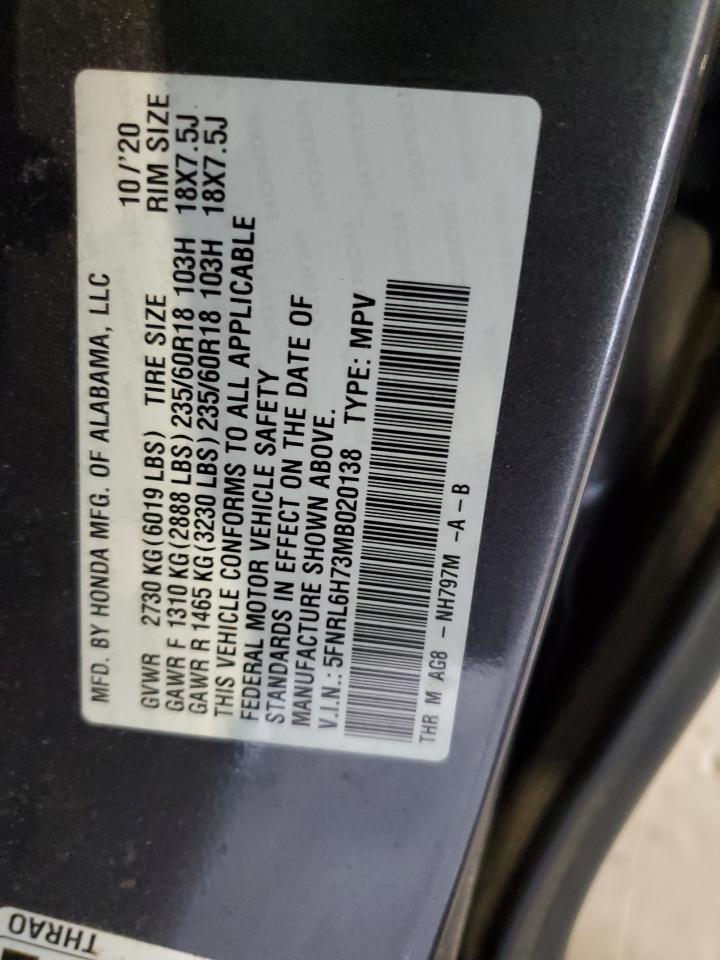 MFD. BY HONDA MFG. OF ALABAMA, LLC 10/'20
GVWR 2730 KG (6019 LBS) TIRE SIZE RIM SIZE
GAWR F 1310 KG (2888 LBS) 235/60R18 103H 18X7.5J
GAWR R 1465 KG (3230 LBS) 235/60R18 103H 18X7.5J
THIS VEHICLE CONFORMS TO ALL APPLICABLE
FEDERAL MOTOR VEHICLE SAFETY
STANDARDS IN EFFECT ON THE DATE OF
MANUFACTURE SHOWN ABOVE.
V.I.N.: 5FNRL6H73MB020138 TYPE: MPV
THR M AG8 - NH797M -A-B
THRA0